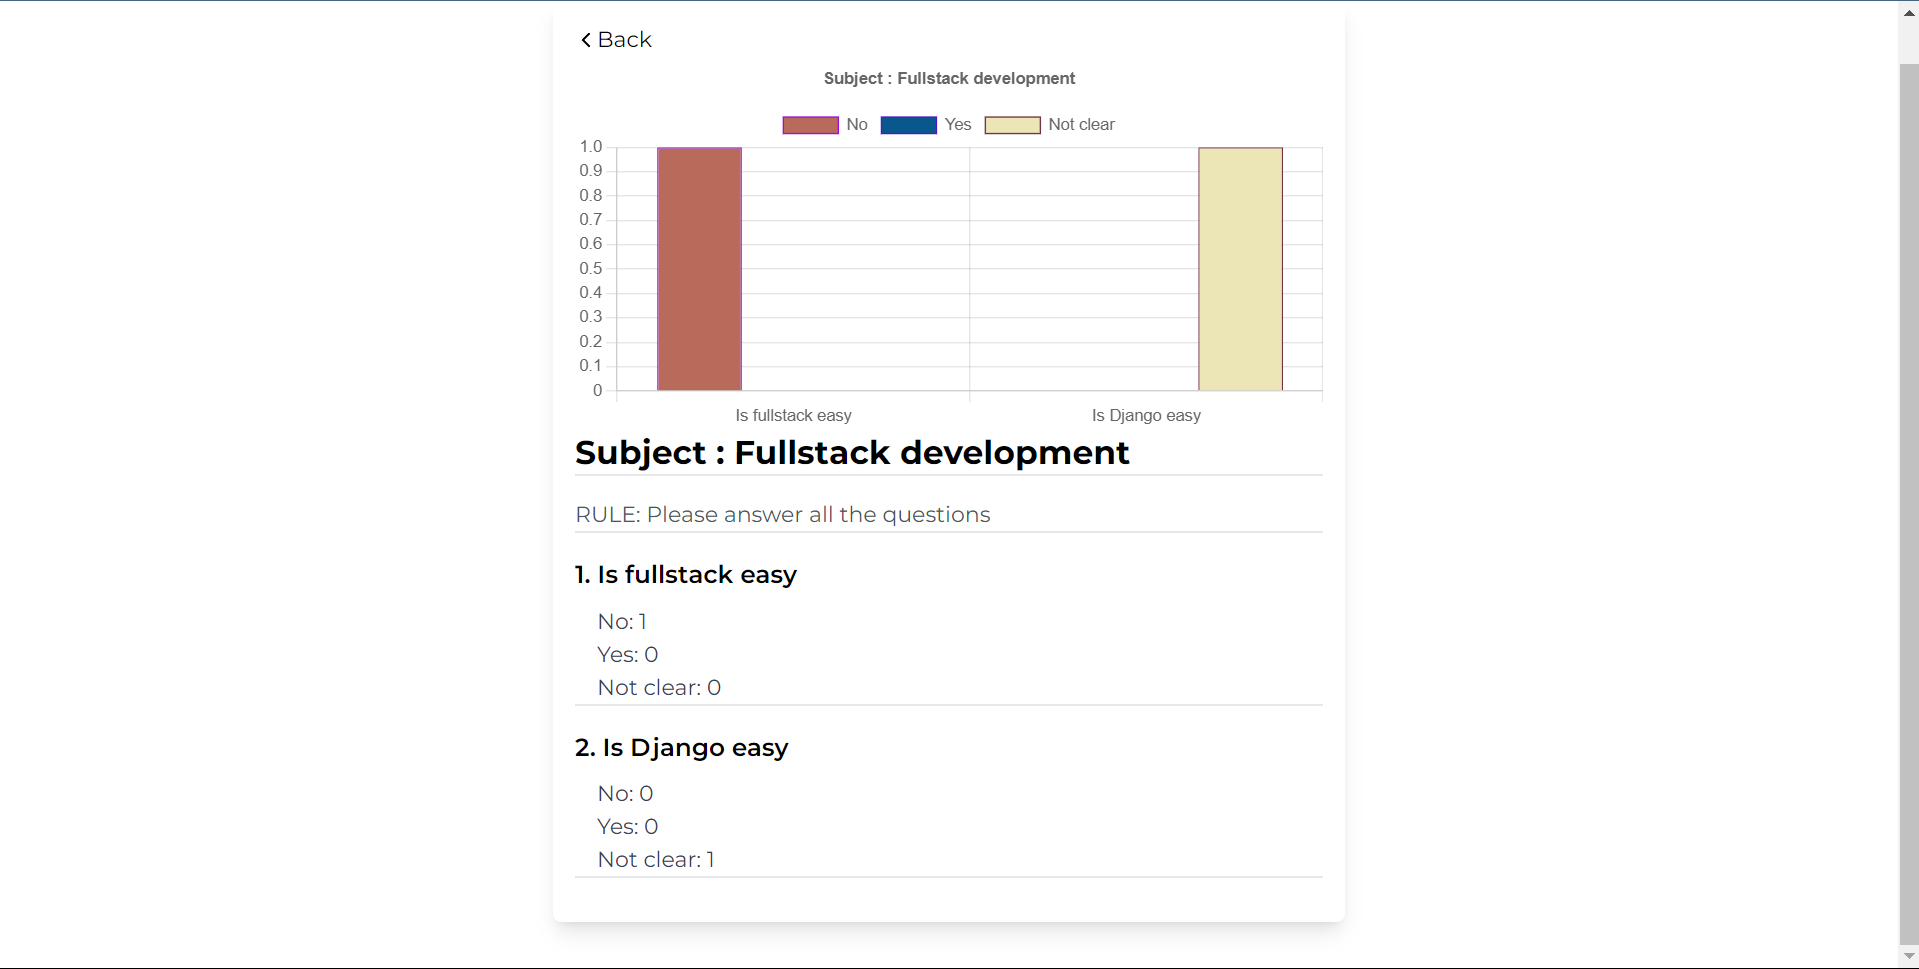 Back
Subject : Fullstack development
No Yes Not clear
1.0
0.9
0.8
0.7
0.6
0.5
0.4
0.3
0.2
0.1
0
Is fullstack easy Is Django easy
Subject : Fullstack development
RULE: Please answer all the questions
1. Is fullstack easy
No: 1
Yes: 0
Not clear: 0
2. Is Django easy
No: 0
Yes: 0
Not clear: 1